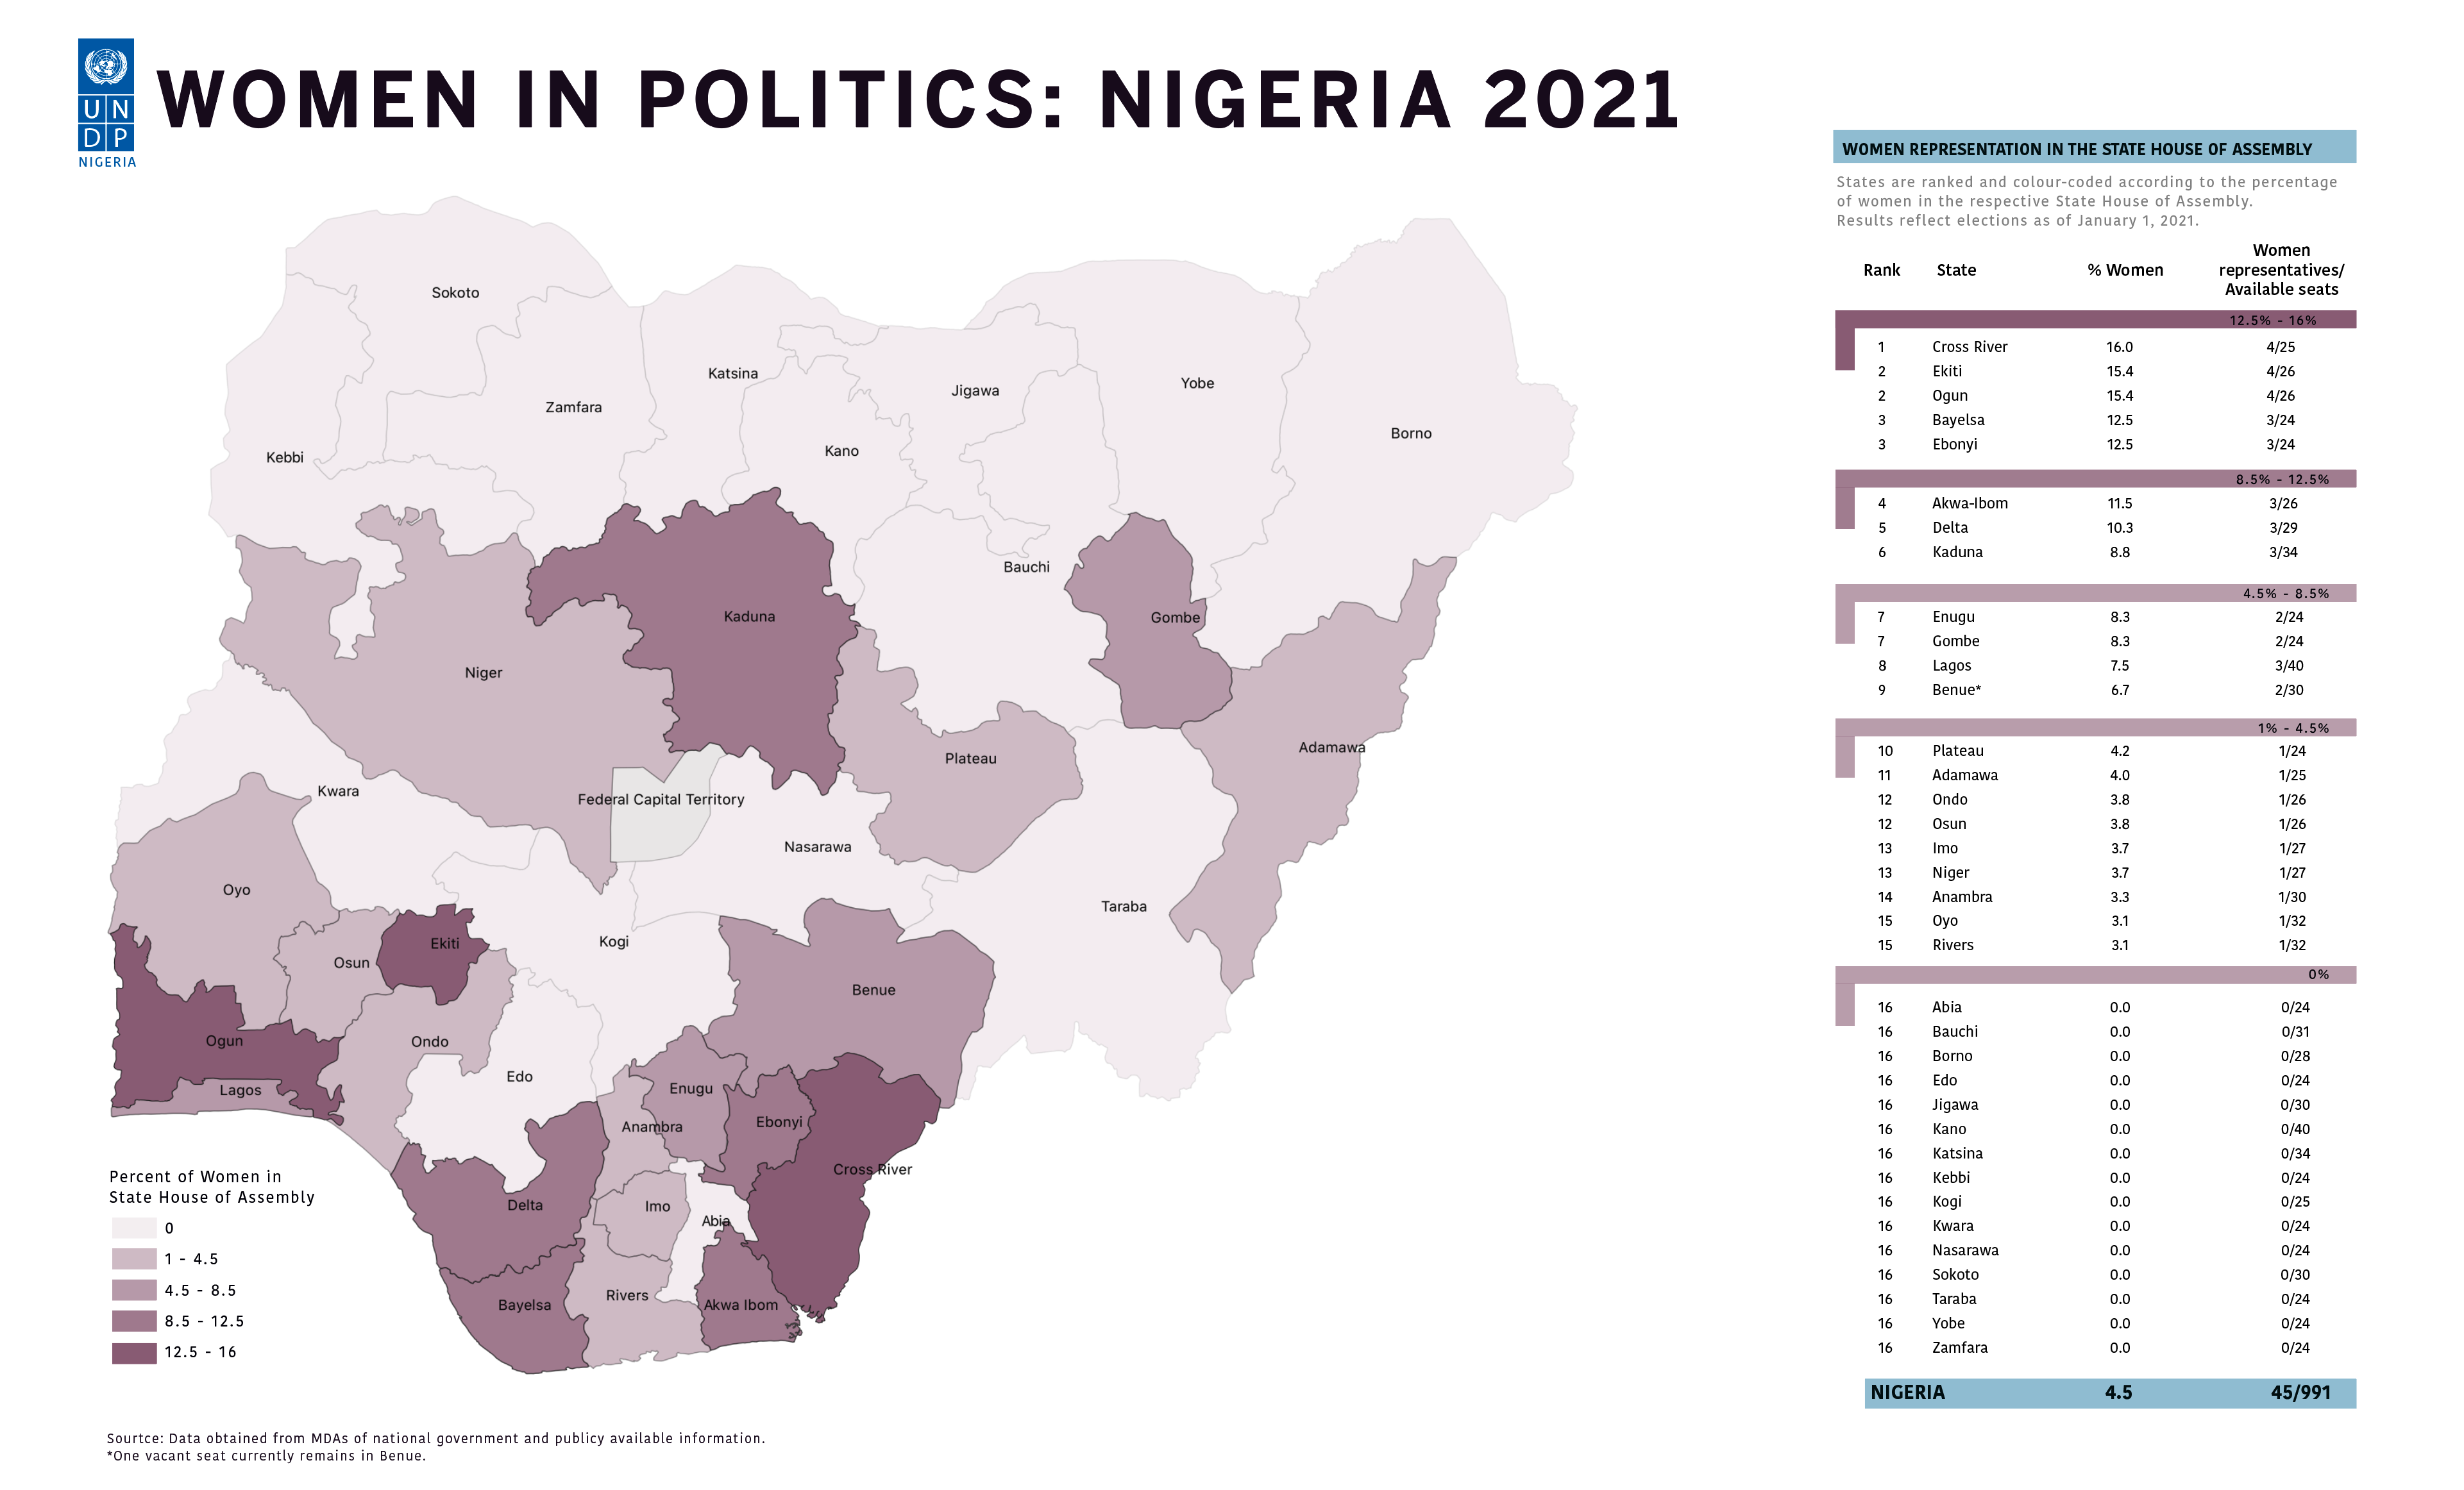 UN
DP
NIGERIA
WOMEN IN POLITICS: NIGERIA 2021
WOMEN REPRESENTATION IN THE STATE HOUSE OF ASSEMBLY
States are ranked and colour-coded according to the percentage
of women in the respective State House of Assembly.
Results reflect elections as of January 1, 2021.
Rank State % Women Women representatives/ Available seats
12.5% - 16%
1 Cross River 16.0 4/25
2 Ekiti 15.4 4/26
2 Ogun 15.4 4/26
3 Bayelsa 12.5 3/24
3 Ebonyi 12.5 3/24
8.5% - 12.5%
4 Akwa-Ibom 11.5 3/26
5 Delta 10.3 3/29
6 Kaduna 8.8 3/34
4.5% - 8.5%
7 Enugu 8.3 2/24
7 Gombe 8.3 2/24
8 Lagos 7.5 3/40
9 Benue* 6.7 2/30
1% - 4.5%
10 Plateau 4.2 1/24
11 Adamawa 4.0 1/25
12 Ondo 3.8 1/26
12 Osun 3.8 1/26
13 Imo 3.7 1/27
13 Niger 3.7 1/27
14 Anambra 3.3 1/30
15 Oyo 3.1 1/32
15 Rivers 3.1 1/32
0%
16 Abia 0.0 0/24
16 Bauchi 0.0 0/31
16 Borno 0.0 0/28
16 Edo 0.0 0/24
16 Jigawa 0.0 0/30
16 Kano 0.0 0/40
16 Katsina 0.0 0/34
16 Kebbi 0.0 0/24
16 Kogi 0.0 0/25
16 Kwara 0.0 0/24
16 Nasarawa 0.0 0/24
16 Sokoto 0.0 0/30
16 Taraba 0.0 0/24
16 Yobe 0.0 0/24
16 Zamfara 0.0 0/24
NIGERIA 4.5 45/991
Sokoto
Katsina
Yobe
Jigawa
Zamfara
Borno
Kano
Kebbi
Bauchi
Kaduna
Gombe
Niger
Adamawa
Plateau
Kwara
Federal Capital Territory
Nasarawa
Oyo
Taraba
Kogi
Ekiti
Osun
Benue
Ogun
Ondo
Edo
Lagos
Enugu
Ebonyi
Anambra
Cross River
Delta
Imo
Abia
Rivers
Bayelsa
Akwa Ibom
Percent of Women in
State House of Assembly
0
1 - 4.5
4.5 - 8.5
8.5 - 12.5
12.5 - 16
Sourtce: Data obtained from MDAs of national government and publicy available information.
*One vacant seat currently remains in Benue.